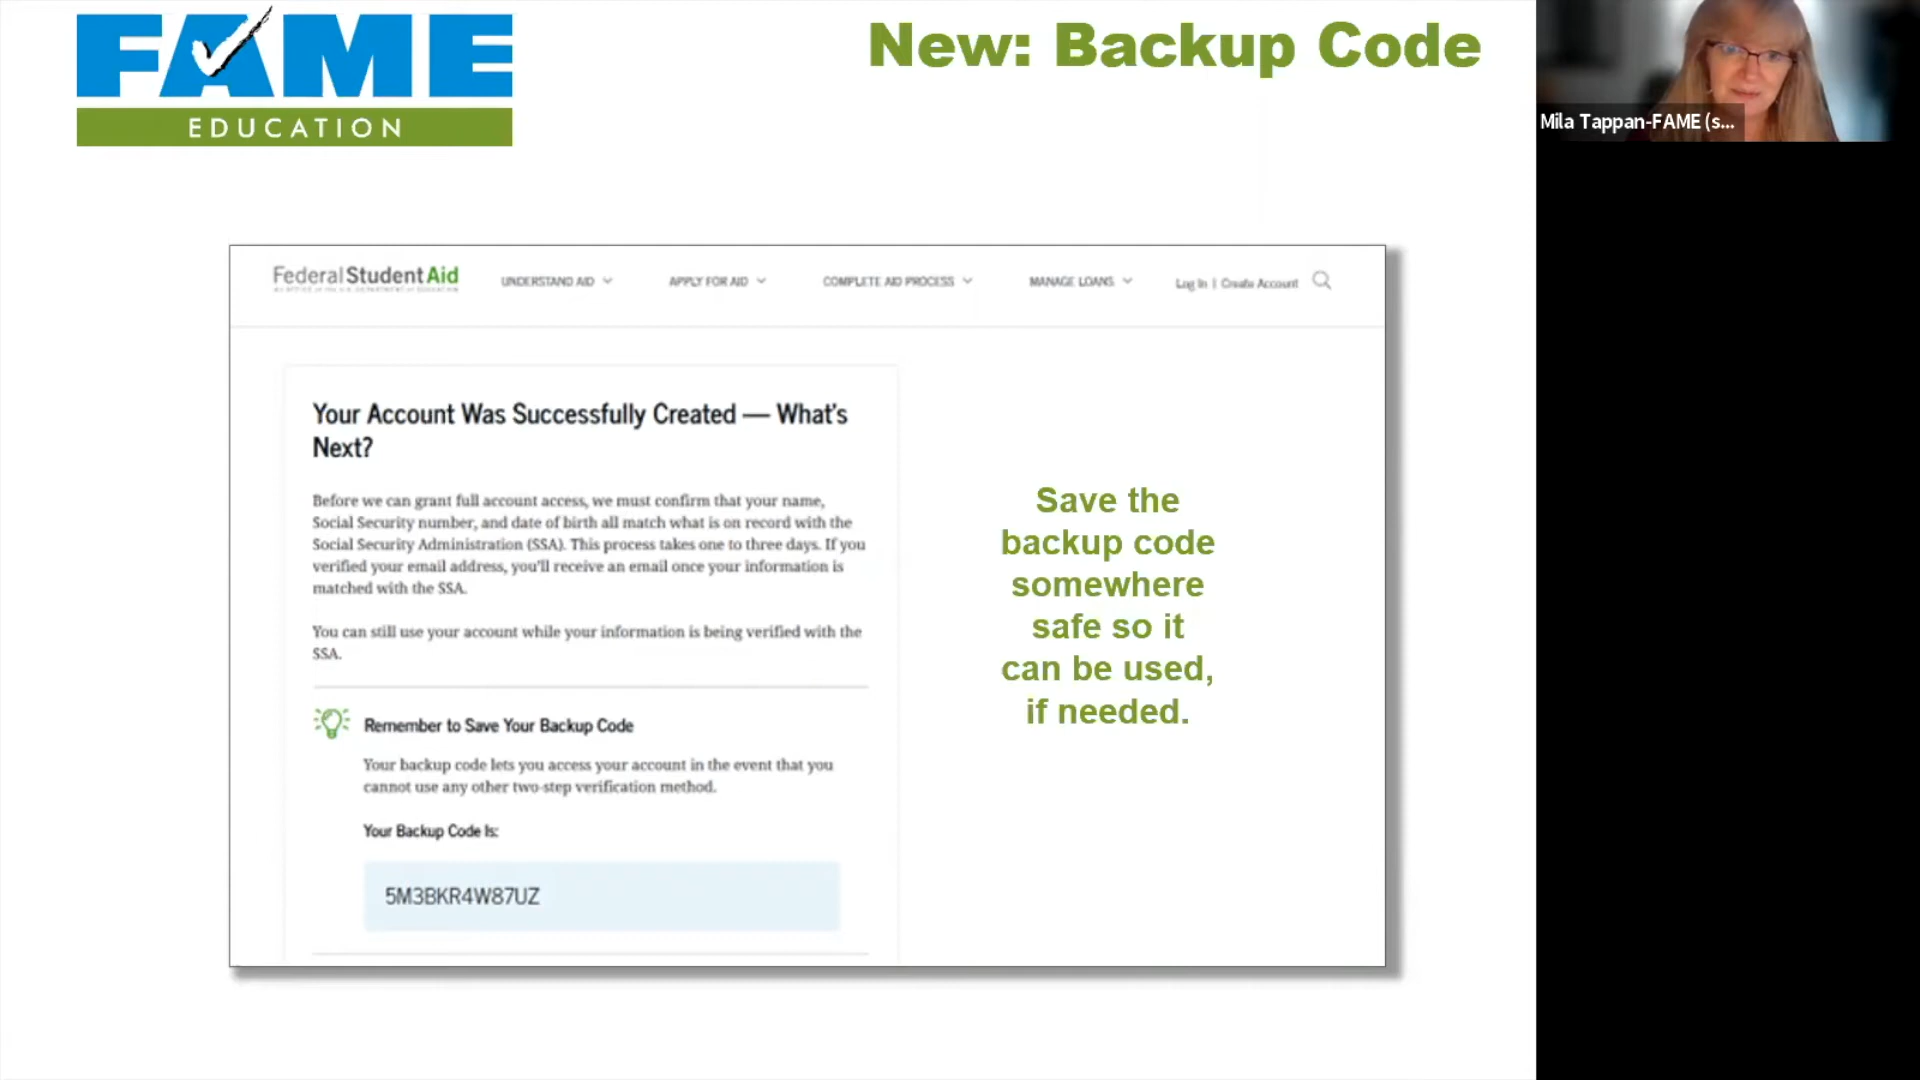 FAME
EDUCATION
New: Backup Code
Mila Tappan-FAME (s...
Federal Student Aid
UNDERSTAND AID
APPLY FOR AID
COMPLETE AID PROCESS
MANAGE LOANS
Log In | Create Account
Your Account Was Successfully Created — What's
Next?
Before we can grant full account access, we must confirm that your name,
Social Security number, and date of birth all match what is on record with the
Social Security Administration (SSA). This process takes one to three days. If you
verified your email address, you'll receive an email once your information is
matched with the SSA.
You can still use your account while your information is being verified with the
SSA.
Remember to Save Your Backup Code
Your backup code lets you access your account in the event that you
cannot use any other two-step verification method.
Your Backup Code Is:
5M3BKR4W87UZ
Save the
backup code
somewhere
safe so it
can be used,
if needed.